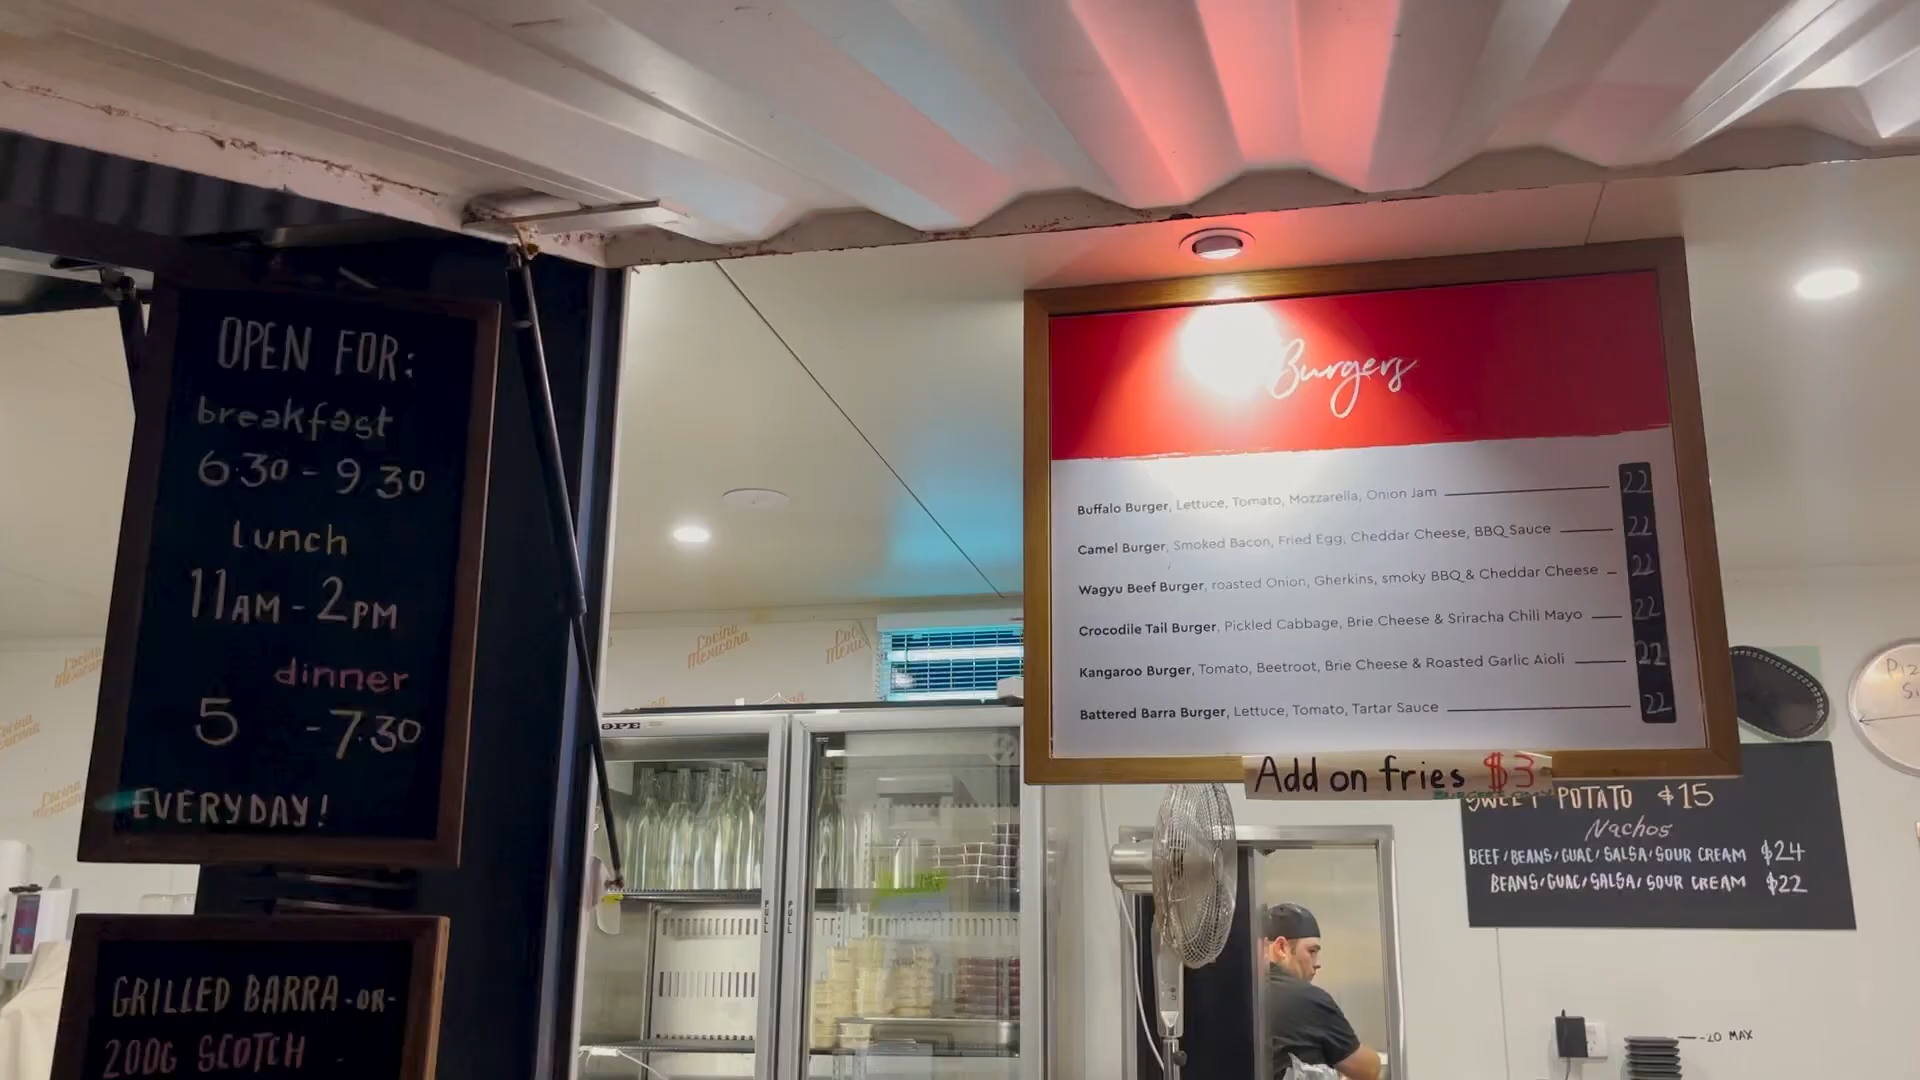 OPEN FOR:
breakfast
6.30 - 9.30
Lunch
11AM - 2PM
dinner
5 - 7.30
EVERYDAY!
GRILLED BARRA -OR-
200G SCOTCH
Cocina
Mexicana
Burgers
Buffalo Burger, Lettuce, Tomato, Mozzarella, Onion Jam 22
Camel Burger, Smoked Bacon, Fried Egg, Cheddar Cheese, BBQ Sauce 22
Wagyu Beef Burger, roasted Onion, Gherkins, smoky BBQ & Cheddar Cheese 22
Crocodile Tail Burger, Pickled Cabbage, Brie Cheese & Sriracha Chili Mayo 22
Kangaroo Burger, Tomato, Beetroot, Brie Cheese & Roasted Garlic Aioli 22
Battered Barra Burger, Lettuce, Tomato, Tartar Sauce 22
Add on fries $3
SWEET POTATO $15
Nachos
BEEF/BEANS/GUAC/SALSA/SOUR CREAM $24
BEANS/GUAC/SALSA/SOUR CREAM $22
PULL
PULL
-20 MAX